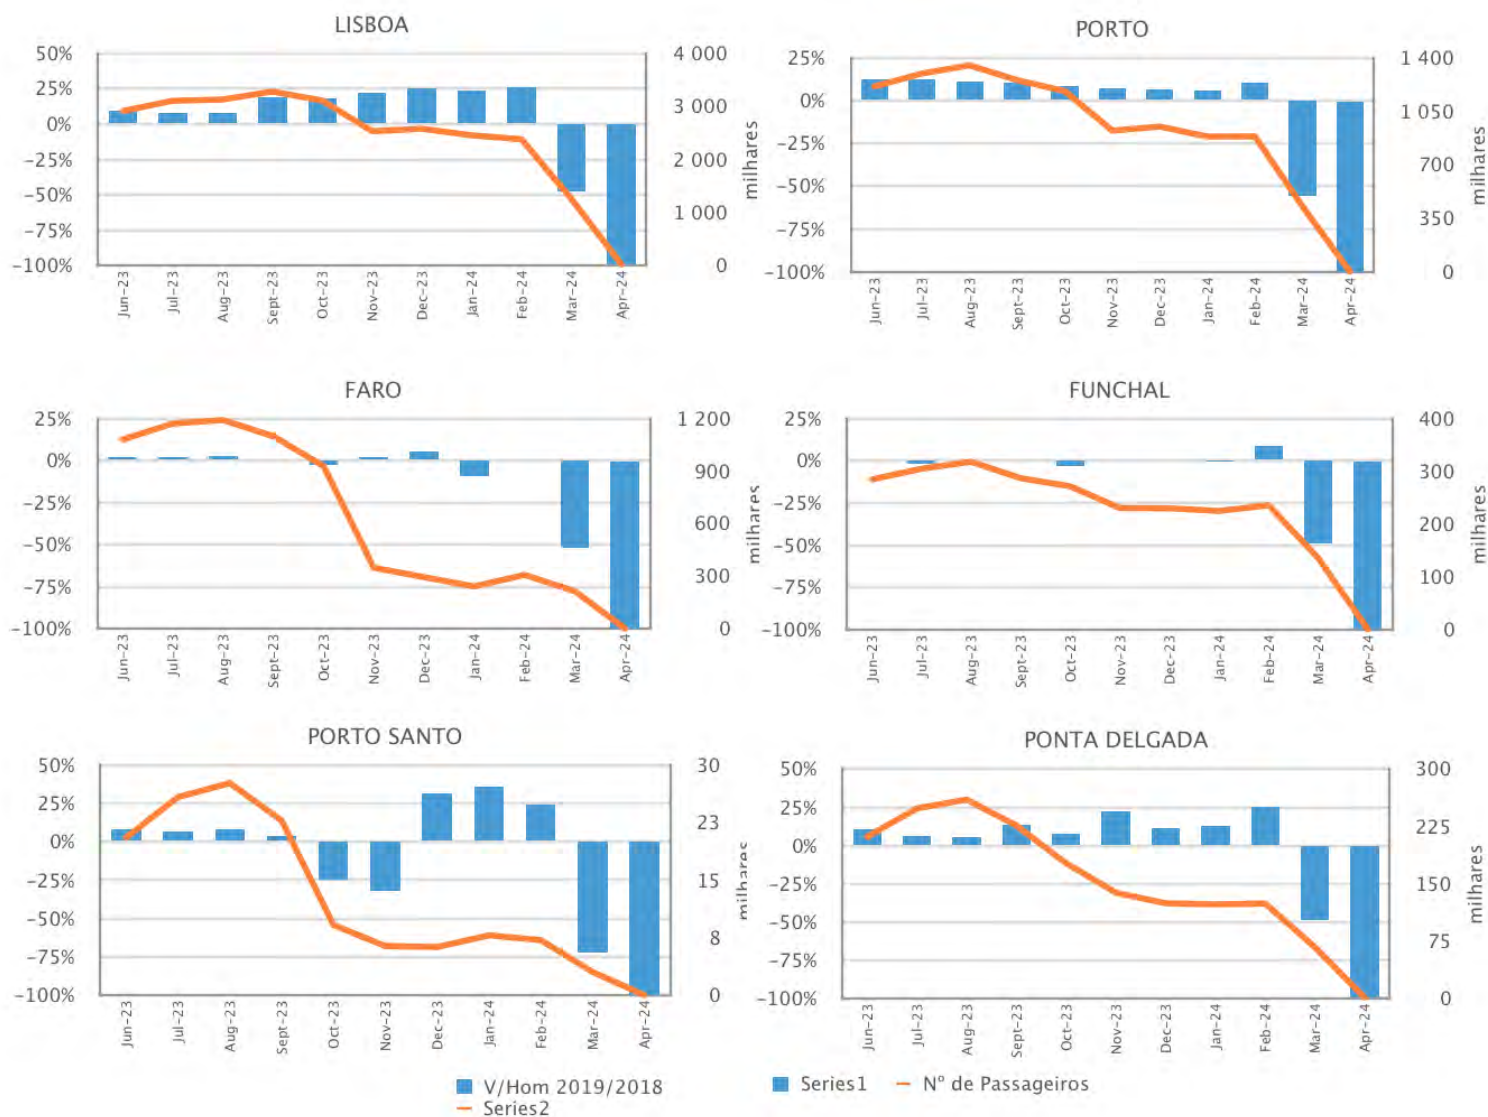 LISBOA
50%
25%
0%
−25%
−50%
−75%
−100%
4 000
3 000
2 000
1 000
0
milhares
Jun−23
Jul−23
Aug−23
Sept−23
Oct−23
Nov−23
Dec−23
Jan−24
Feb−24
Mar−24
Apr−24
PORTO
25%
0%
−25%
−50%
−75%
−100%
1 400
1 050
700
350
0
milhares
Jun−23
Jul−23
Aug−23
Sept−23
Oct−23
Nov−23
Dec−23
Jan−24
Feb−24
Mar−24
Apr−24
FARO
25%
0%
−25%
−50%
−75%
−100%
1 200
900
600
300
0
milhares
Jun−23
Jul−23
Aug−23
Sept−23
Oct−23
Nov−23
Dec−23
Jan−24
Feb−24
Mar−24
Apr−24
FUNCHAL
25%
0%
−25%
−50%
−75%
−100%
400
300
200
100
0
milhares
Jun−23
Jul−23
Aug−23
Sept−23
Oct−23
Nov−23
Dec−23
Jan−24
Feb−24
Mar−24
Apr−24
PORTO SANTO
50%
25%
0%
−25%
−50%
−75%
−100%
30
23
15
8
0
milhares
Jun−23
Jul−23
Aug−23
Sept−23
Oct−23
Nov−23
Dec−23
Jan−24
Feb−24
Mar−24
Apr−24
PONTA DELGADA
50%
25%
0%
−25%
−50%
−75%
−100%
300
225
150
75
0
milhares
Jun−23
Jul−23
Aug−23
Sept−23
Oct−23
Nov−23
Dec−23
Jan−24
Feb−24
Mar−24
Apr−24
V/Hom 2019/2018
Series2
Series1
Nº de Passageiros